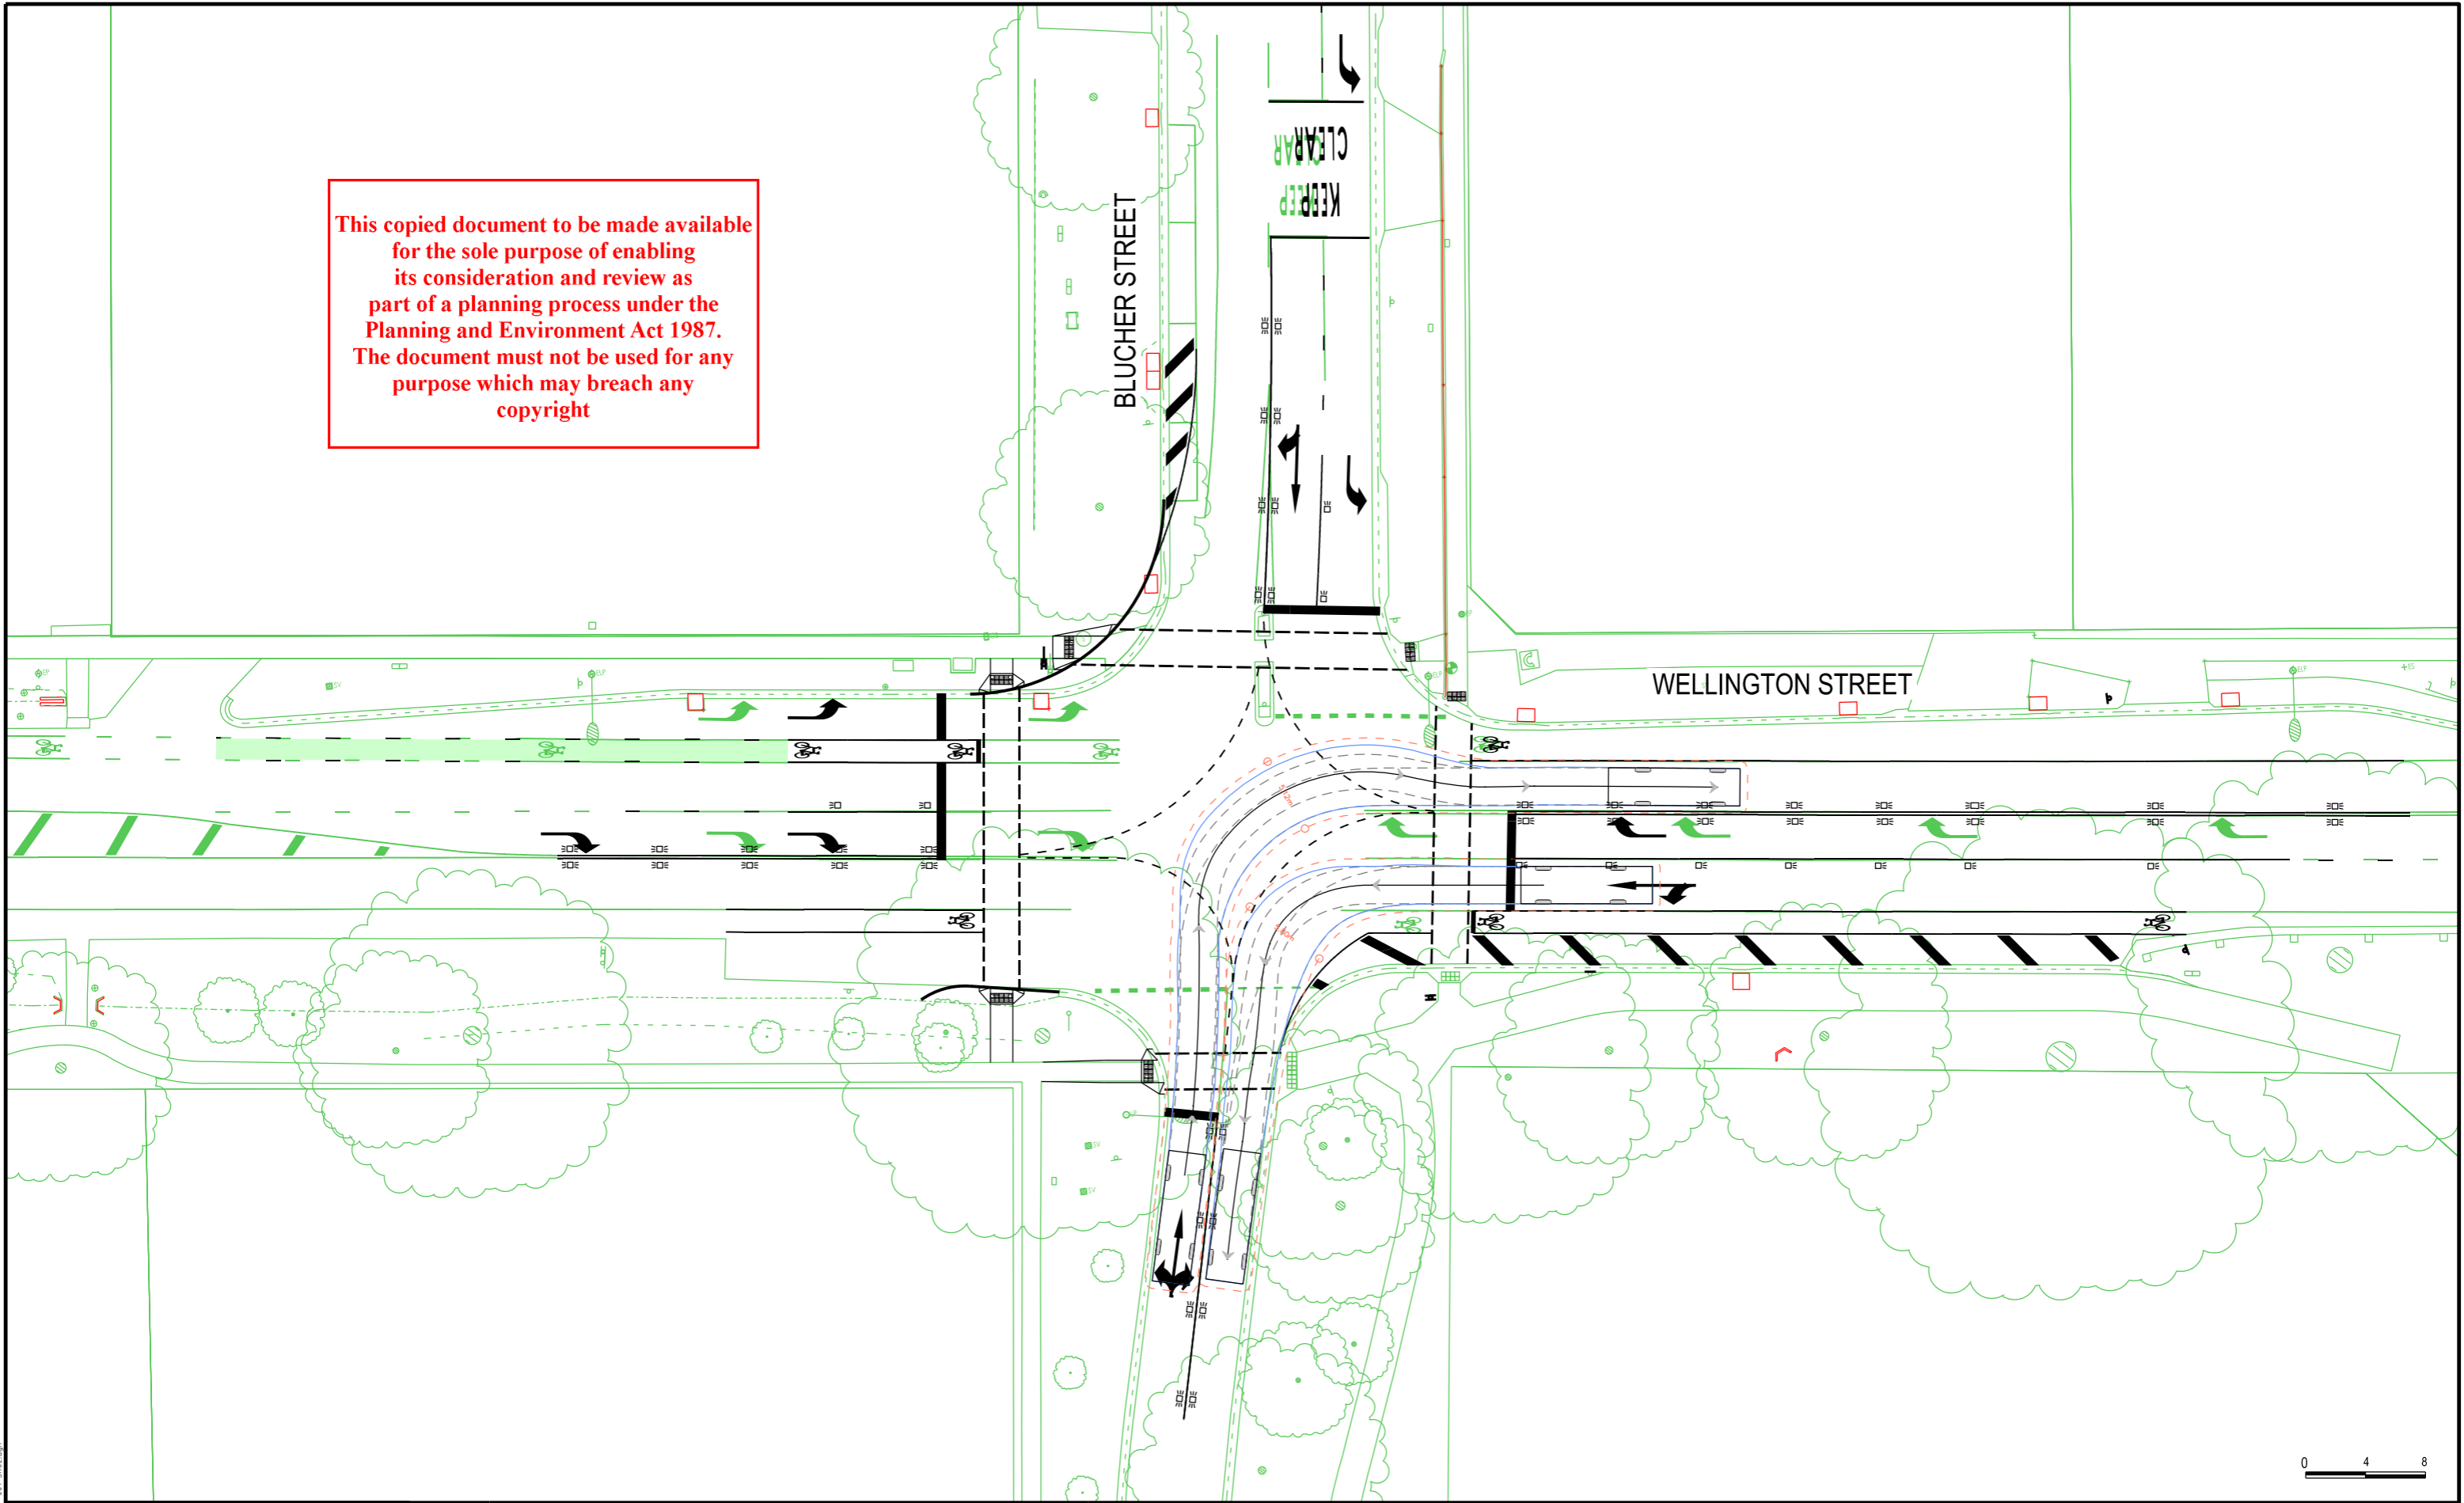 This copied document to be made available
for the sole purpose of enabling
its consideration and review as
part of a planning process under the
Planning and Environment Act 1987.
The document must not be used for any
purpose which may breach any
copyright
BLUCHER STREET
CLEAR
KEEP
WELLINGTON STREET
0 4 8